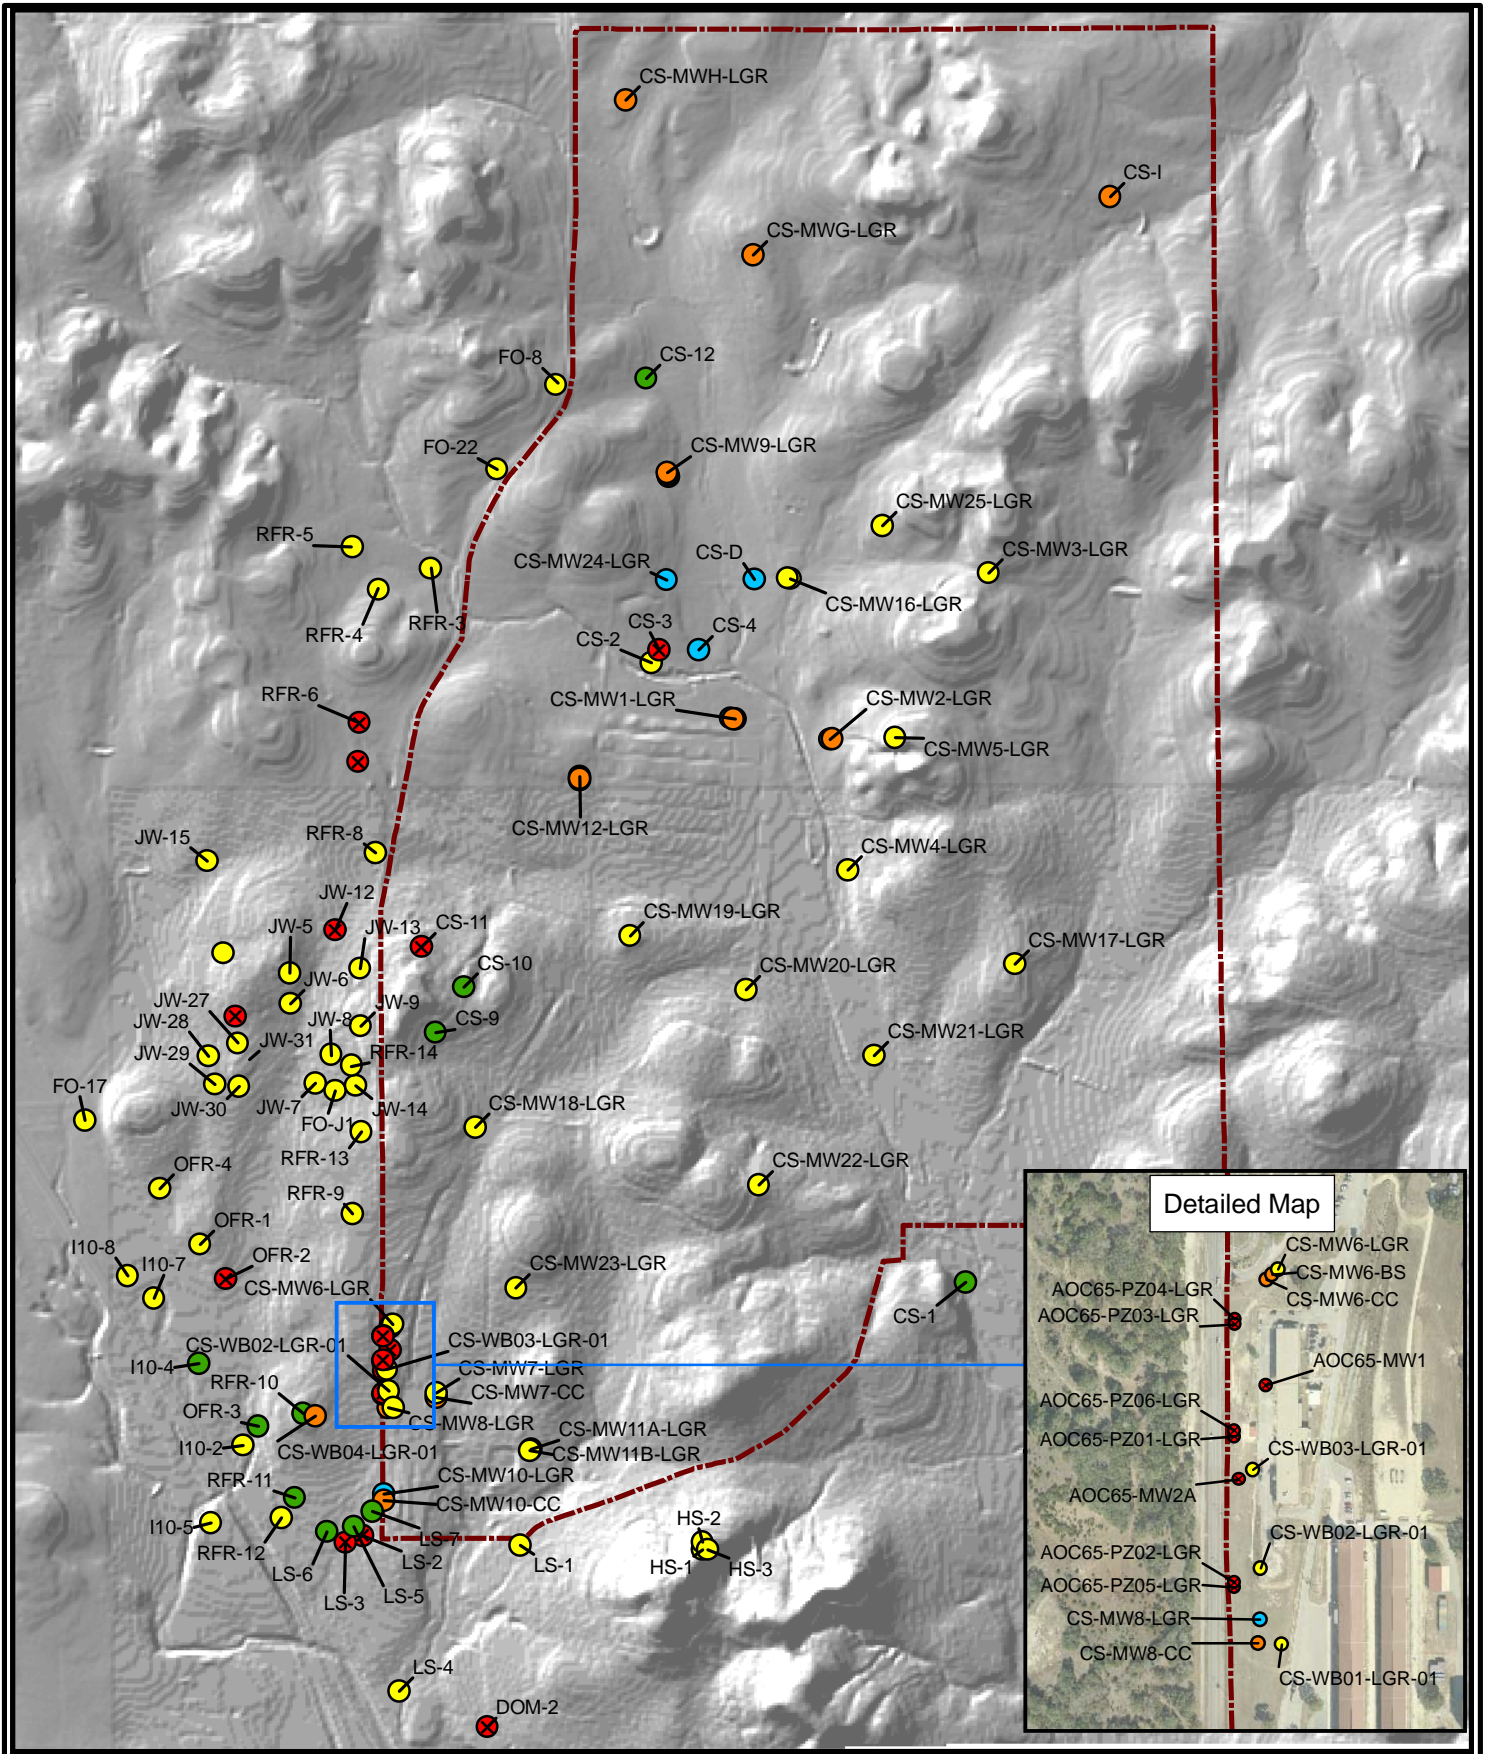 CS-MWH-LGR
CS-I
CS-MWG-LGR
FO-8
CS-12
FO-22
CS-MW9-LGR
CS-MW25-LGR
RFR-5
CS-MW24-LGR
CS-D
CS-MW3-LGR
CS-MW16-LGR
RFR-4
RFR-3
CS-2
CS-3
CS-4
RFR-6
CS-MW1-LGR
CS-MW2-LGR
CS-MW5-LGR
CS-MW12-LGR
JW-15
RFR-8
CS-MW4-LGR
JW-12
JW-5
JW-13
CS-11
CS-MW19-LGR
CS-MW17-LGR
CS-10
CS-MW20-LGR
JW-6
JW-27
JW-9
JW-28
JW-8
CS-9
JW-31
CS-MW21-LGR
JW-29
RFR-14
FO-17
JW-30
JW-7
JW-14
FO-J1
CS-MW18-LGR
RFR-13
OFR-4
CS-MW22-LGR
RFR-9
OFR-1
I10-8
I10-7
OFR-2
CS-MW6-LGR
CS-MW23-LGR
CS-1
CS-WB02-LGR-01
CS-WB03-LGR-01
I10-4
CS-MW7-LGR
RFR-10
CS-MW7-CC
OFR-3
CS-MW8-LGR
I10-2
CS-WB04-LGR-01
CS-MW11A-LGR
CS-MW11B-LGR
RFR-11
CS-MW10-LGR
CS-MW10-CC
I10-5
RFR-12
LS-7
LS-2
LS-6
LS-5
LS-3
LS-1
HS-2
HS-1
HS-3
LS-4
DOM-2
Detailed Map
CS-MW6-LGR
CS-MW6-BS
CS-MW6-CC
AOC65-PZ04-LGR
AOC65-PZ03-LGR
AOC65-MW1
AOC65-PZ06-LGR
AOC65-PZ01-LGR
CS-WB03-LGR-01
AOC65-MW2A
CS-WB02-LGR-01
AOC65-PZ02-LGR
AOC65-PZ05-LGR
CS-MW8-LGR
CS-MW8-CC
CS-WB01-LGR-01